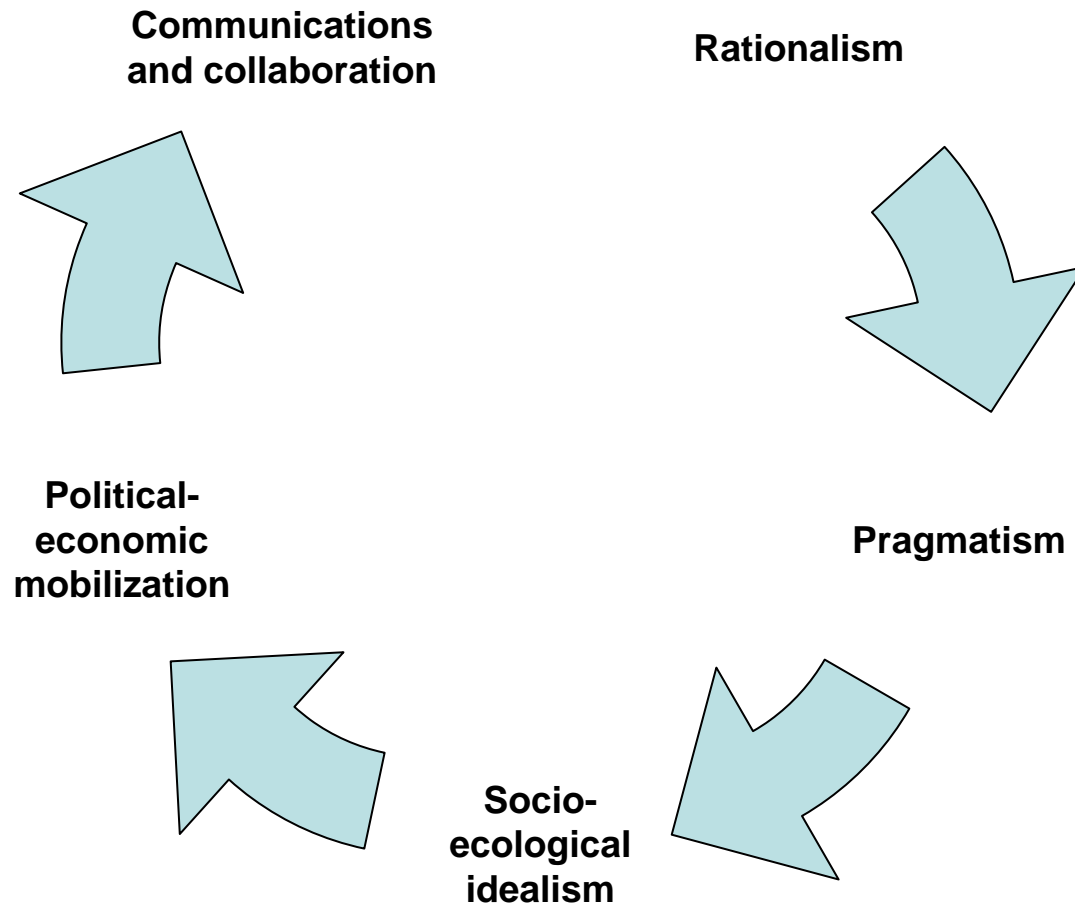 Communications
and collaboration
Rationalism
Pragmatism
Socio-
ecological
idealism
Political-
economic
mobilization